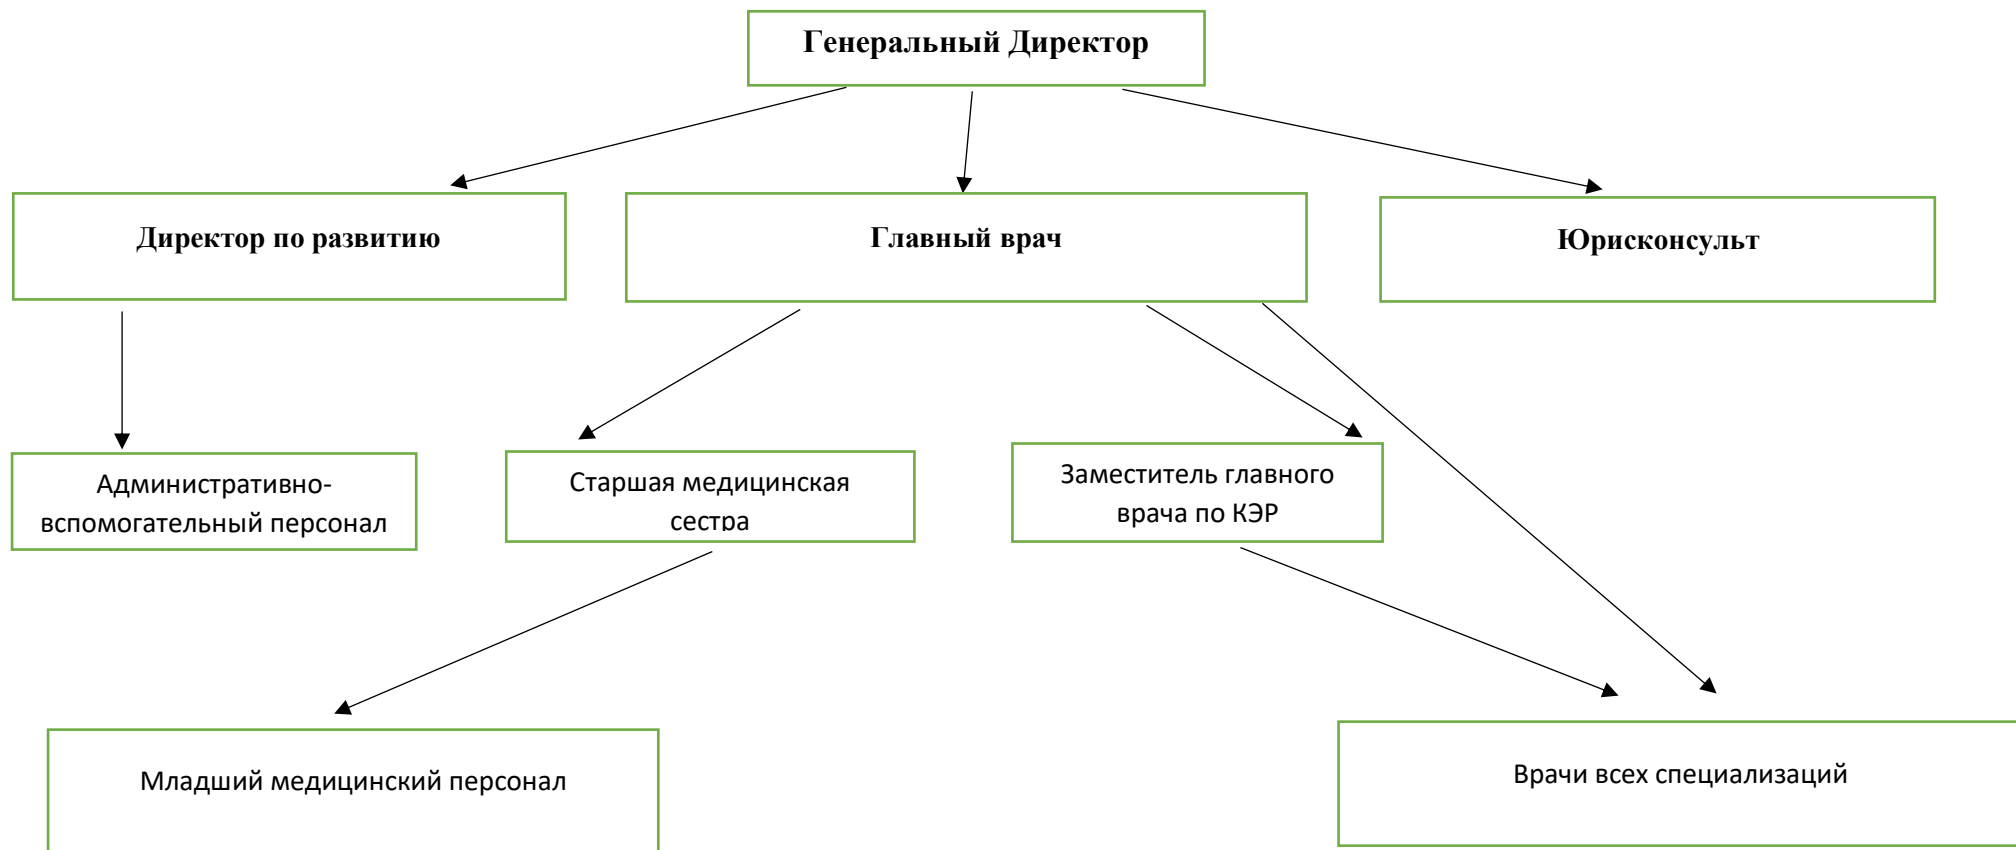 Генеральный Директор
Директор по развитию
Главный врач
Юрисконсульт
Административно-
вспомогательный персонал
Старшая медицинская
сестра
Заместитель главного
врача по КЭР
Младший медицинский персонал
Врачи всех специализаций